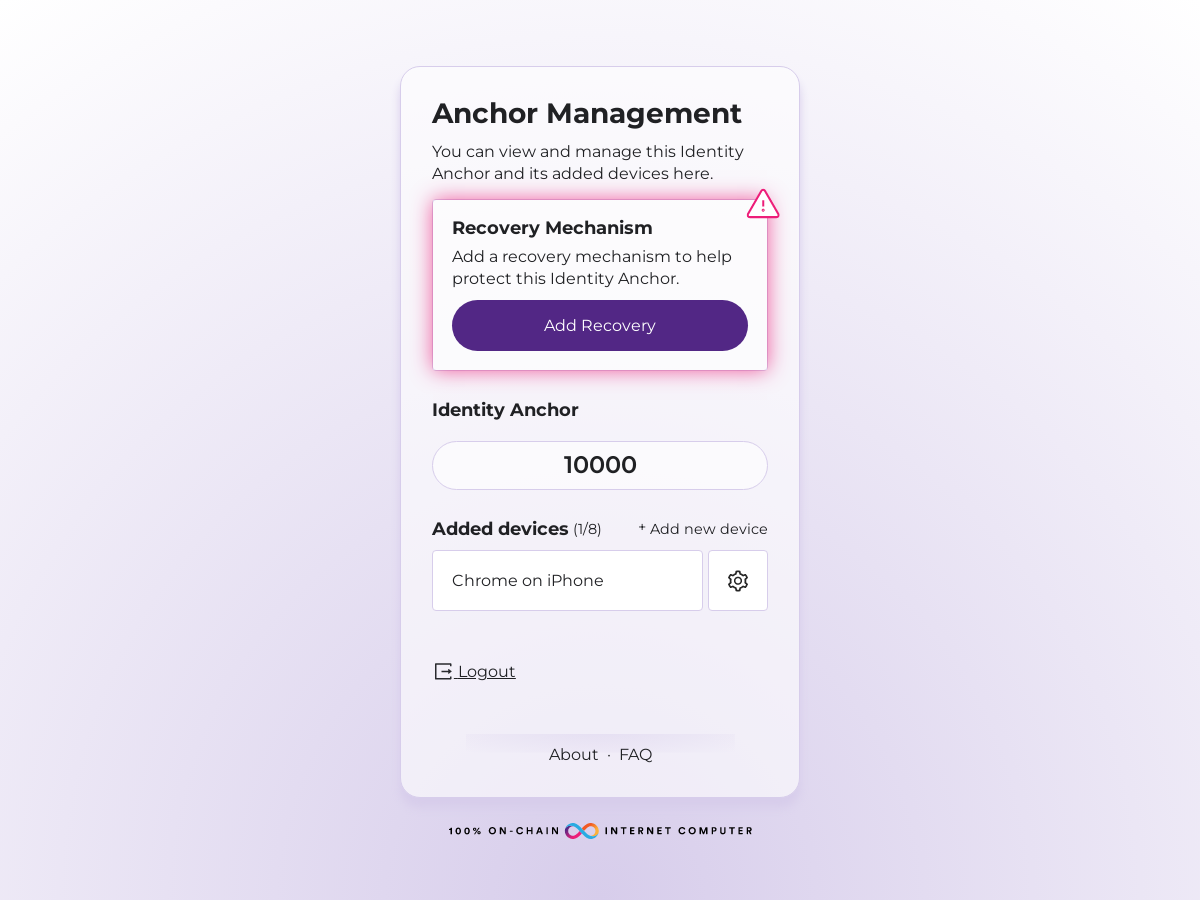 Anchor Management
You can view and manage this Identity
Anchor and its added devices here.
Recovery Mechanism
Add a recovery mechanism to help
protect this Identity Anchor.
Add Recovery
Identity Anchor
10000
Added devices (1/8) + Add new device
Chrome on iPhone
Logout
About · FAQ
100% ON-CHAIN INTERNET COMPUTER